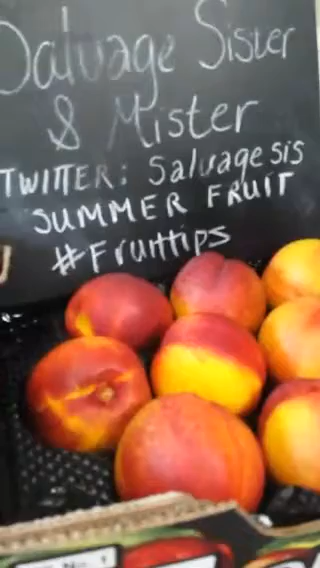 Salvage Sister
& Mister
TWITTER: Salvagesis
SUMMER FRUIT
#Fruittips